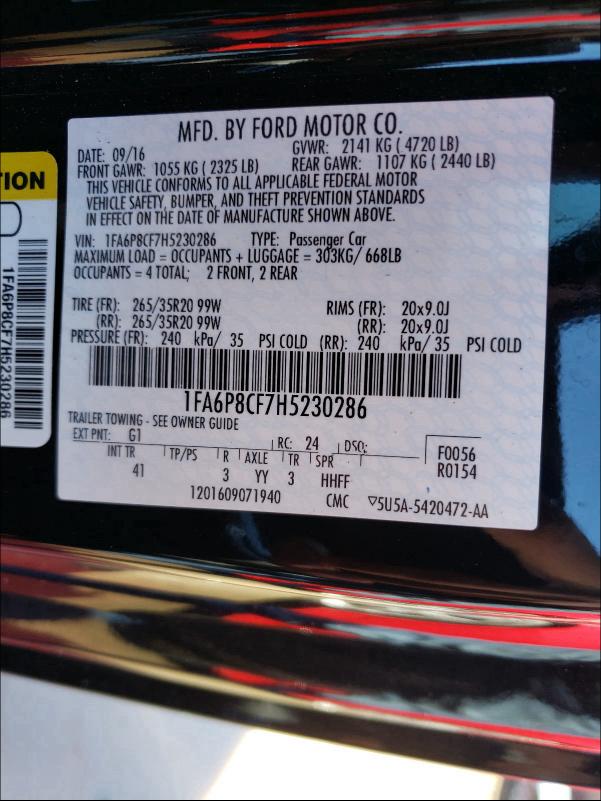 MFD. BY FORD MOTOR CO.
DATE: 09/16 GVWR: 2141 KG ( 4720 LB)
FRONT GAWR: 1055 KG ( 2325 LB) REAR GAWR: 1107 KG ( 2440 LB)
THIS VEHICLE CONFORMS TO ALL APPLICABLE FEDERAL MOTOR
VEHICLE SAFETY, BUMPER, AND THEFT PREVENTION STANDARDS
IN EFFECT ON THE DATE OF MANUFACTURE SHOWN ABOVE.
VIN: 1FA6P8CF7H5230286 TYPE: Passenger Car
MAXIMUM LOAD = OCCUPANTS + LUGGAGE = 303KG/ 668LB
OCCUPANTS = 4 TOTAL; 2 FRONT, 2 REAR
TIRE (FR): 265/35R20 99W RIMS (FR): 20x9.0J
(RR): 265/35R20 99W (RR): 20x9.0J
PRESSURE (FR): 240 kPa/ 35 PSI COLD (RR): 240 kPa/ 35 PSI COLD
1FA6P8CF7H5230286
TRAILER TOWING - SEE OWNER GUIDE
EXT PNT: G1 RC: 24 DSO: F0056
INT TR TP/PS R AXLE TR SPR R0154
41 3 YY 3 HHFF
1201609071940 CMC ▽5U5A-5420472-AA
TION
1FA6P8CF7H5230286